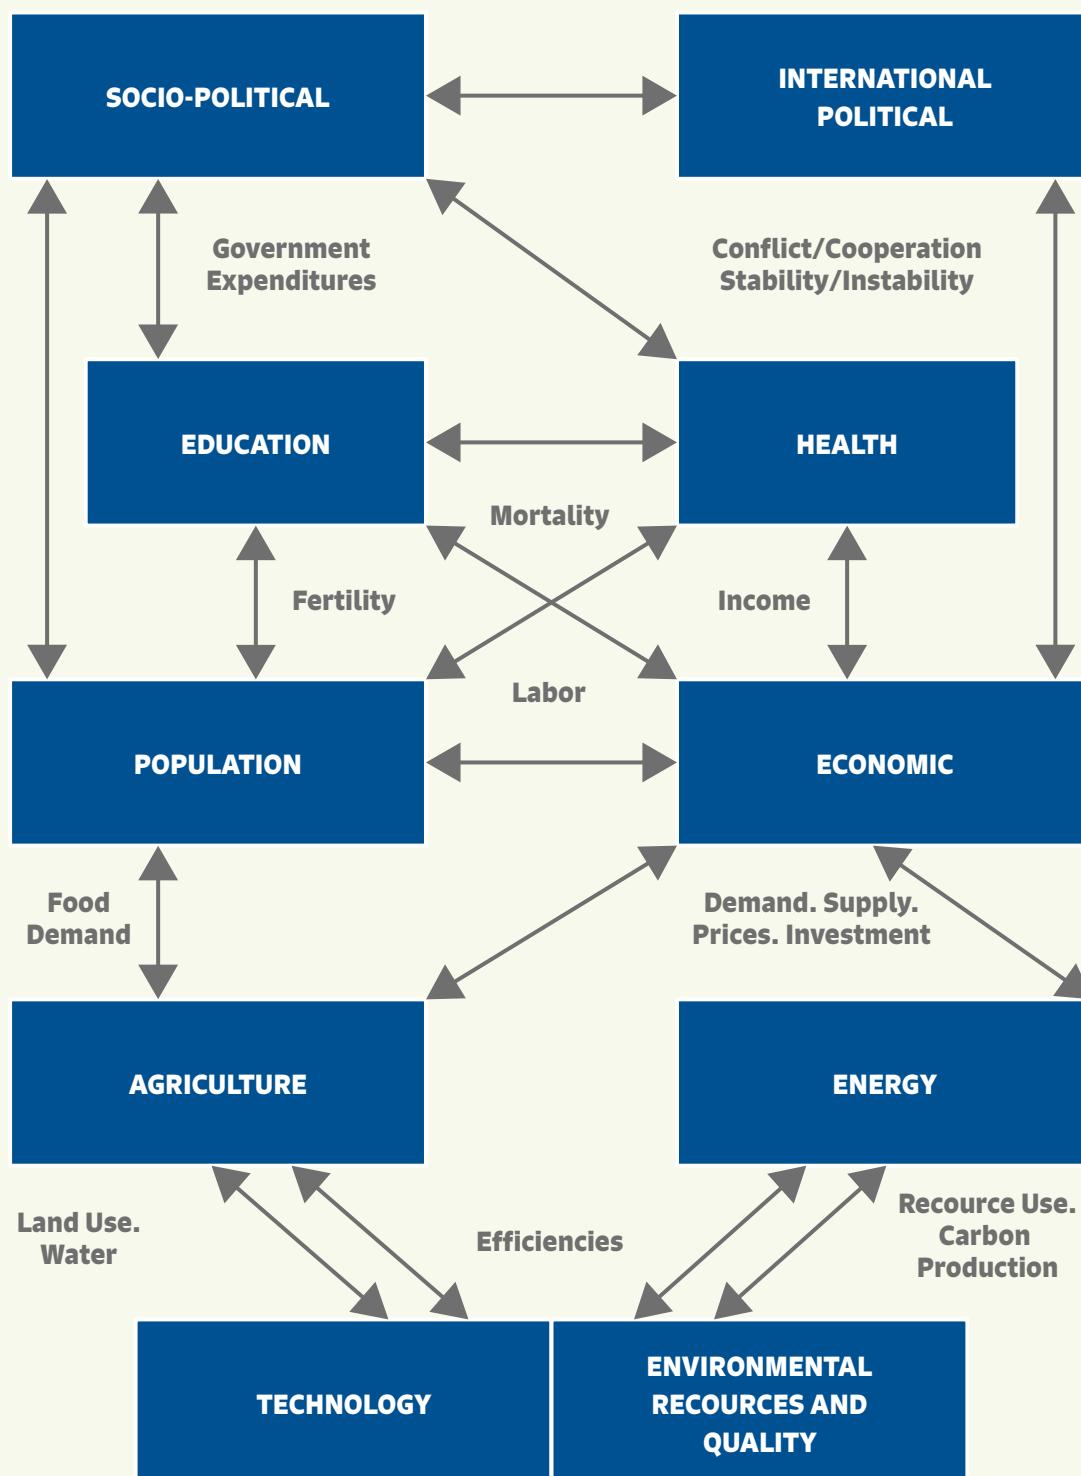 SOCIO-POLITICAL
INTERNATIONAL
POLITICAL
Government
Expenditures
Conflict/Cooperation
Stability/Instability
EDUCATION
HEALTH
Mortality
Fertility
Income
Labor
POPULATION
ECONOMIC
Food
Demand
Demand. Supply.
Prices. Investment
AGRICULTURE
ENERGY
Land Use.
Water
Efficiencies
Recource Use.
Carbon
Production
TECHNOLOGY
ENVIRONMENTAL
RECOURCES AND
QUALITY